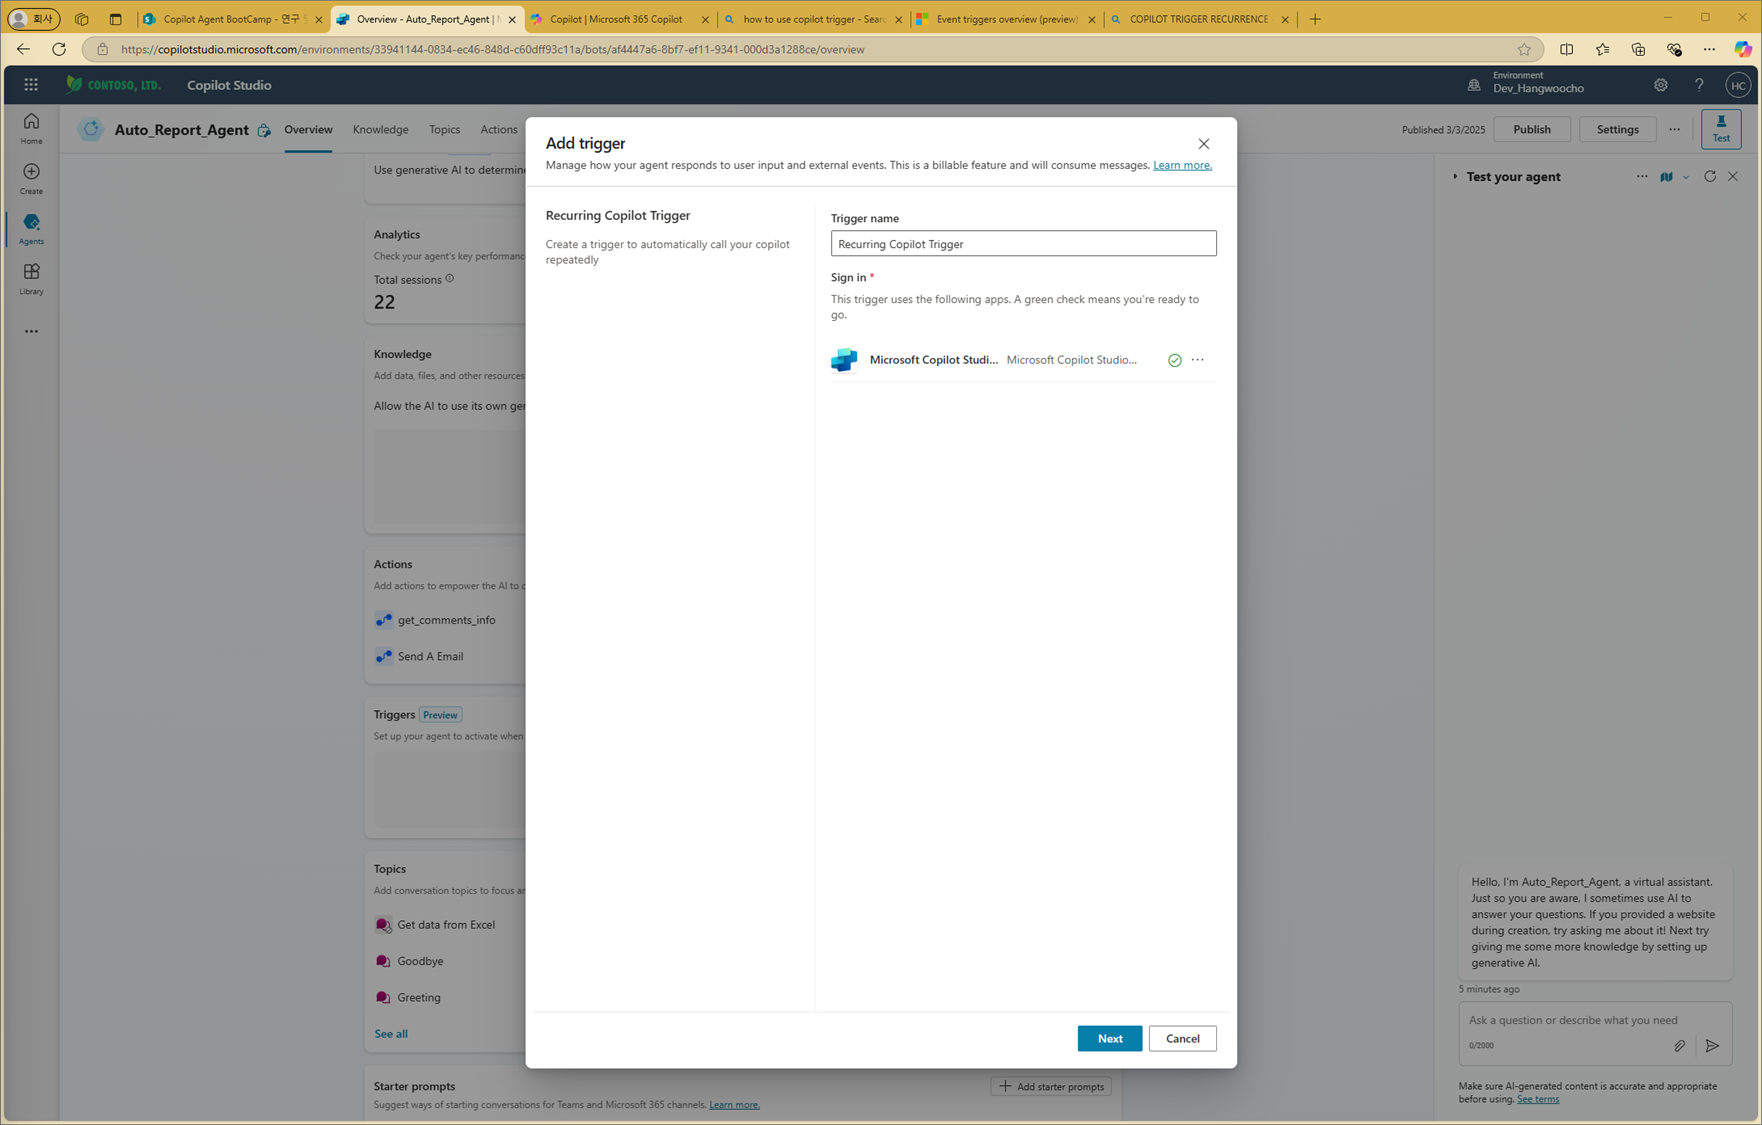 회사
Copilot Agent BootCamp - 연구
Overview - Auto_Report_Agent |
Copilot | Microsoft 365 Copilot
how to use copilot trigger - Sear
Event triggers overview (preview)
COPILOT TRIGGER RECURRENCE
https://copilotstudio.microsoft.com/environments/33941144-0834-ec46-848d-c60dff93c11a/bots/af4447a6-8bf7-ef11-9341-000d3a1288ce/overview
CONTOSO, LTD.
Copilot Studio
Environment
Dev_Hangwoocho
HC
Home
Create
Agents
Library
Auto_Report_Agent
Overview
Knowledge
Topics
Actions
Published 3/3/2025
Publish
Settings
Test
Use generative AI to determine
Analytics
Check your agent's key performance
Total sessions
22
Knowledge
Add data, files, and other resources
Allow the AI to use its own gen
Actions
Add actions to empower the AI to c
get_comments_info
Send A Email
Triggers Preview
Set up your agent to activate when
Topics
Add conversation topics to focus an
Get data from Excel
Goodbye
Greeting
See all
Starter prompts
Suggest ways of starting conversations for Teams and Microsoft 365 channels. Learn more.
Add starter prompts
Add trigger
Manage how your agent responds to user input and external events. This is a billable feature and will consume messages. Learn more.
Recurring Copilot Trigger
Create a trigger to automatically call your copilot
repeatedly
Trigger name
Recurring Copilot Trigger
Sign in *
This trigger uses the following apps. A green check means you're ready to
go.
Microsoft Copilot Studi... Microsoft Copilot Studio...
Next
Cancel
Test your agent
Hello, I'm Auto_Report_Agent, a virtual assistant.
Just so you are aware, I sometimes use AI to
answer your questions. If you provided a website
during creation, try asking me about it! Next try
giving me some more knowledge by setting up
generative AI.
5 minutes ago
Ask a question or describe what you need
0/2000
Make sure AI-generated content is accurate and appropriate
before using. See terms